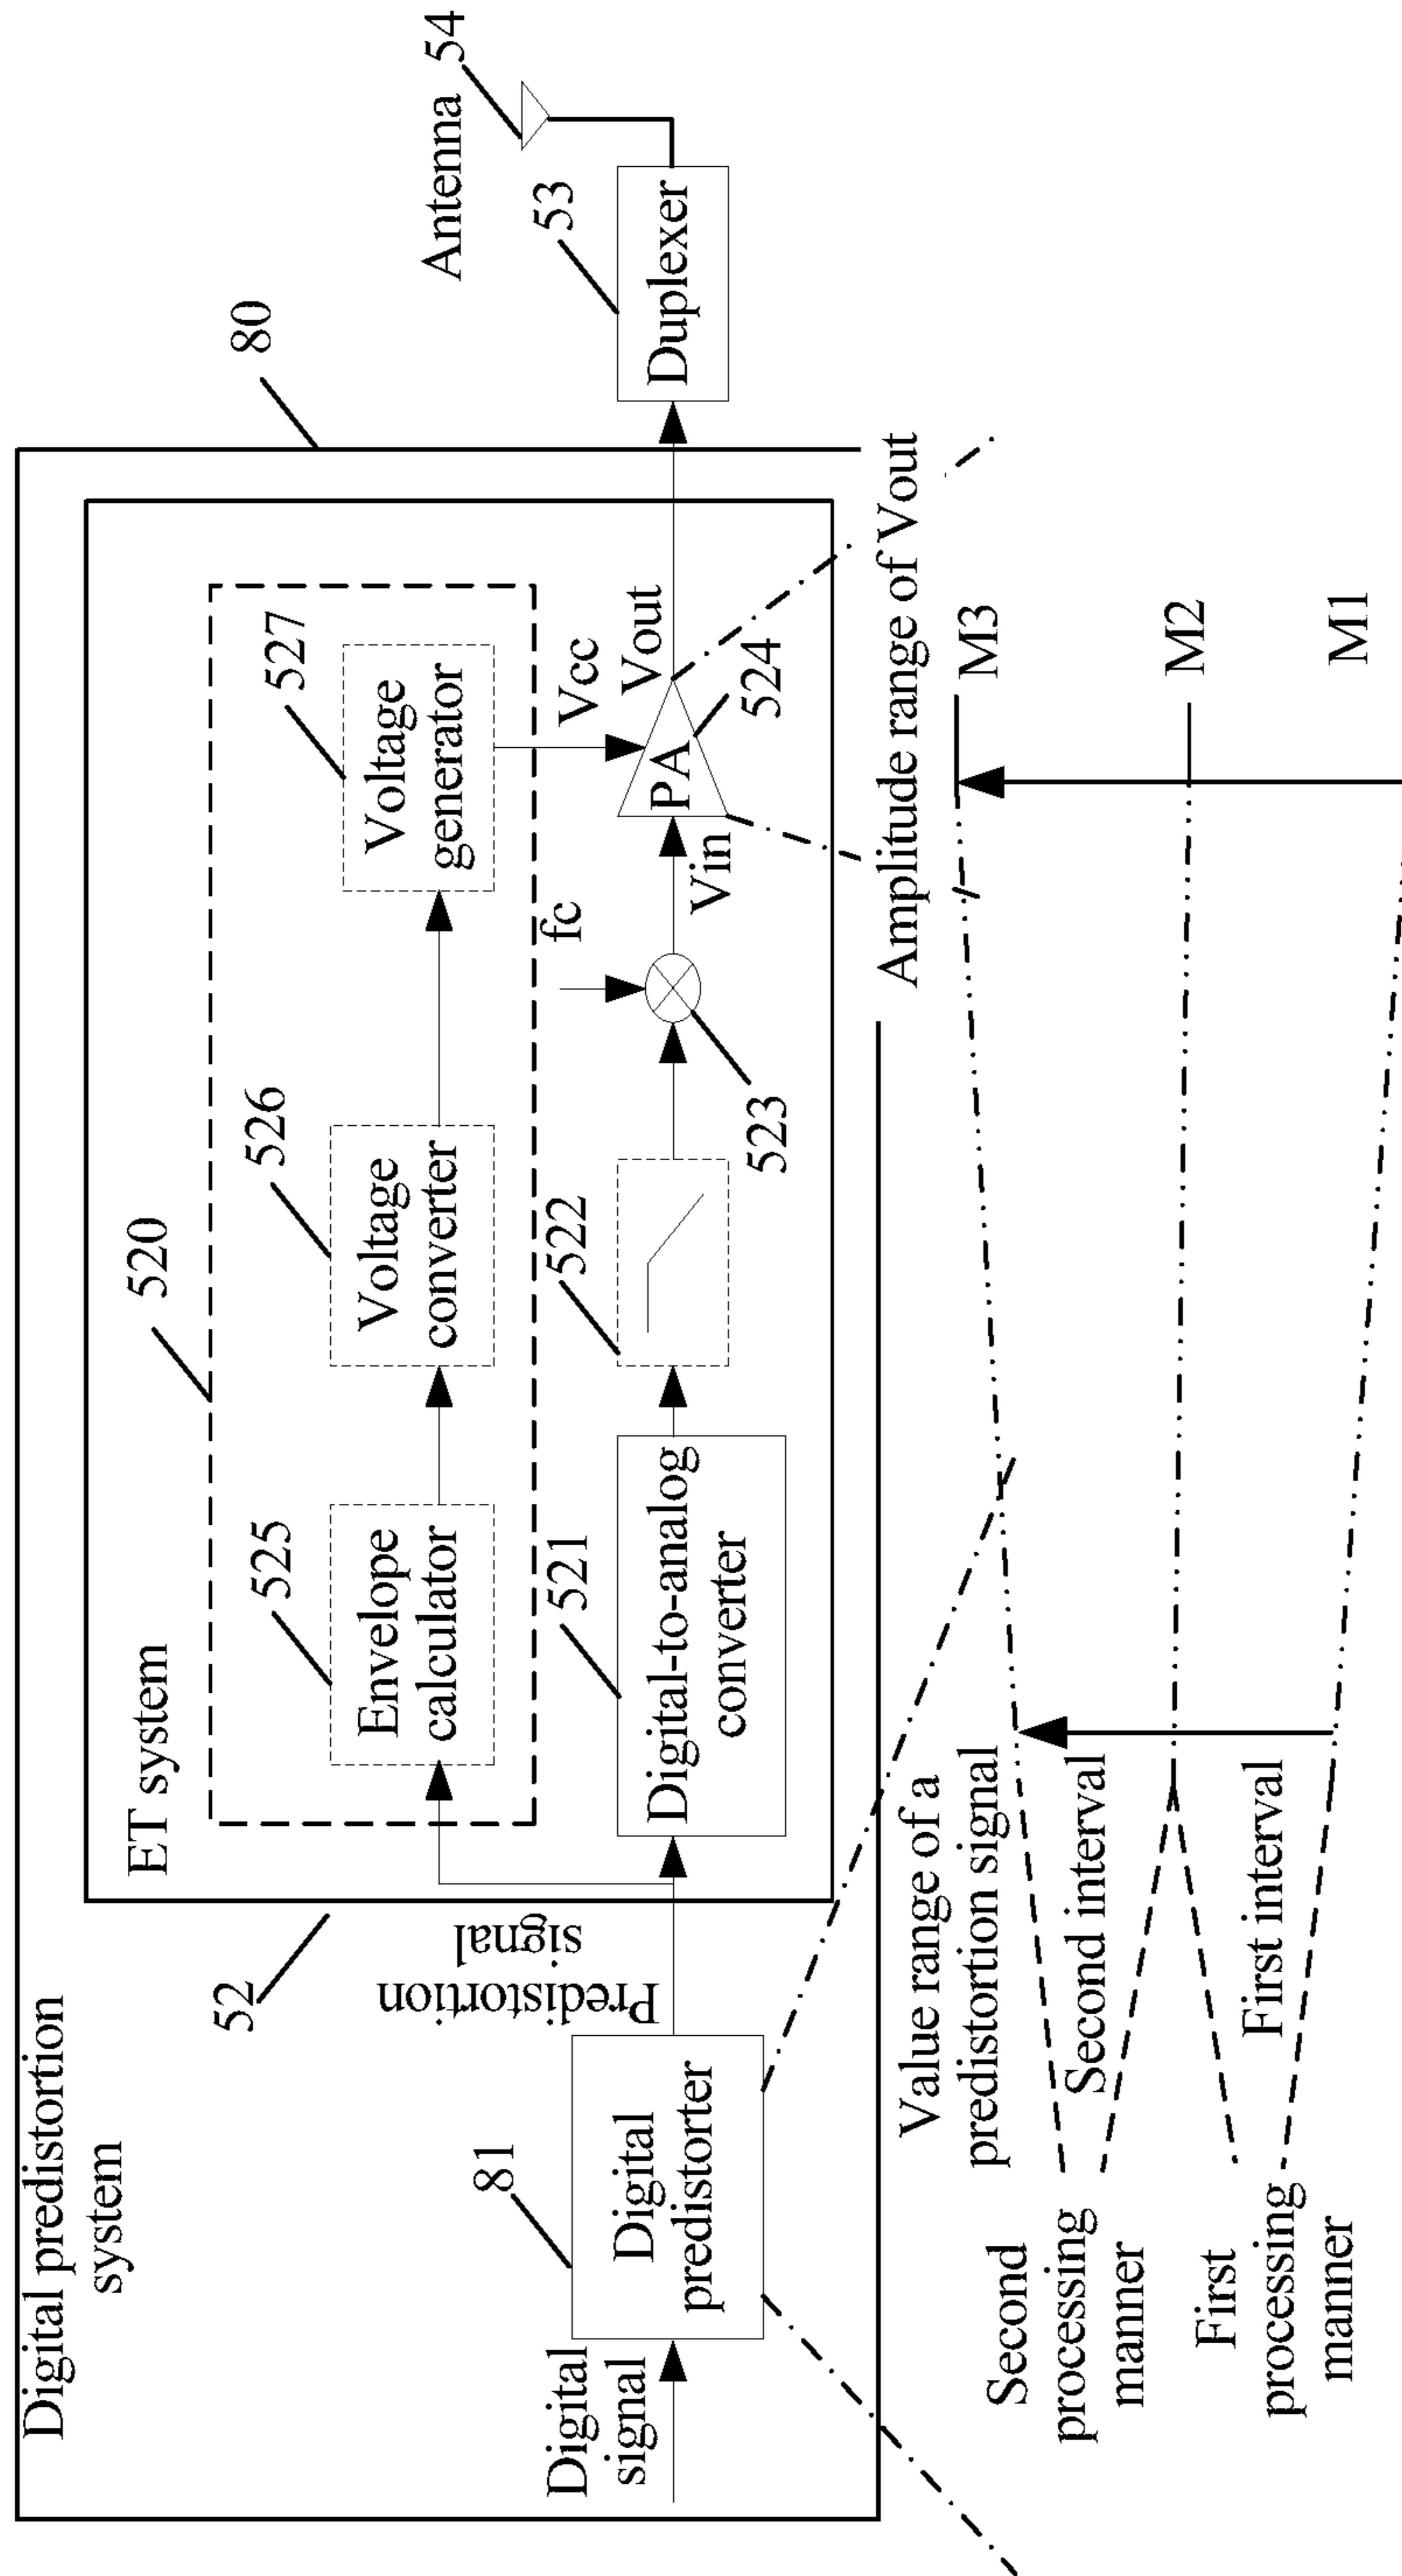 Digital predistortion
system
80
ET system
520
525
Envelope
calculator
526
Voltage
converter
527
Voltage
generator
Antenna
54
52
Predistortion
signal
81
Digital
signal
Digital
predistorter
521
Digital-to-analog
converter
522
fc
523
Vin
Vcc
PA
524
Vout
53
Duplexer
Value range of a
predistortion signal
Amplitude range of Vout
Second
processing
manner
Second interval
M3
M2
First
processing
manner
First interval
M1